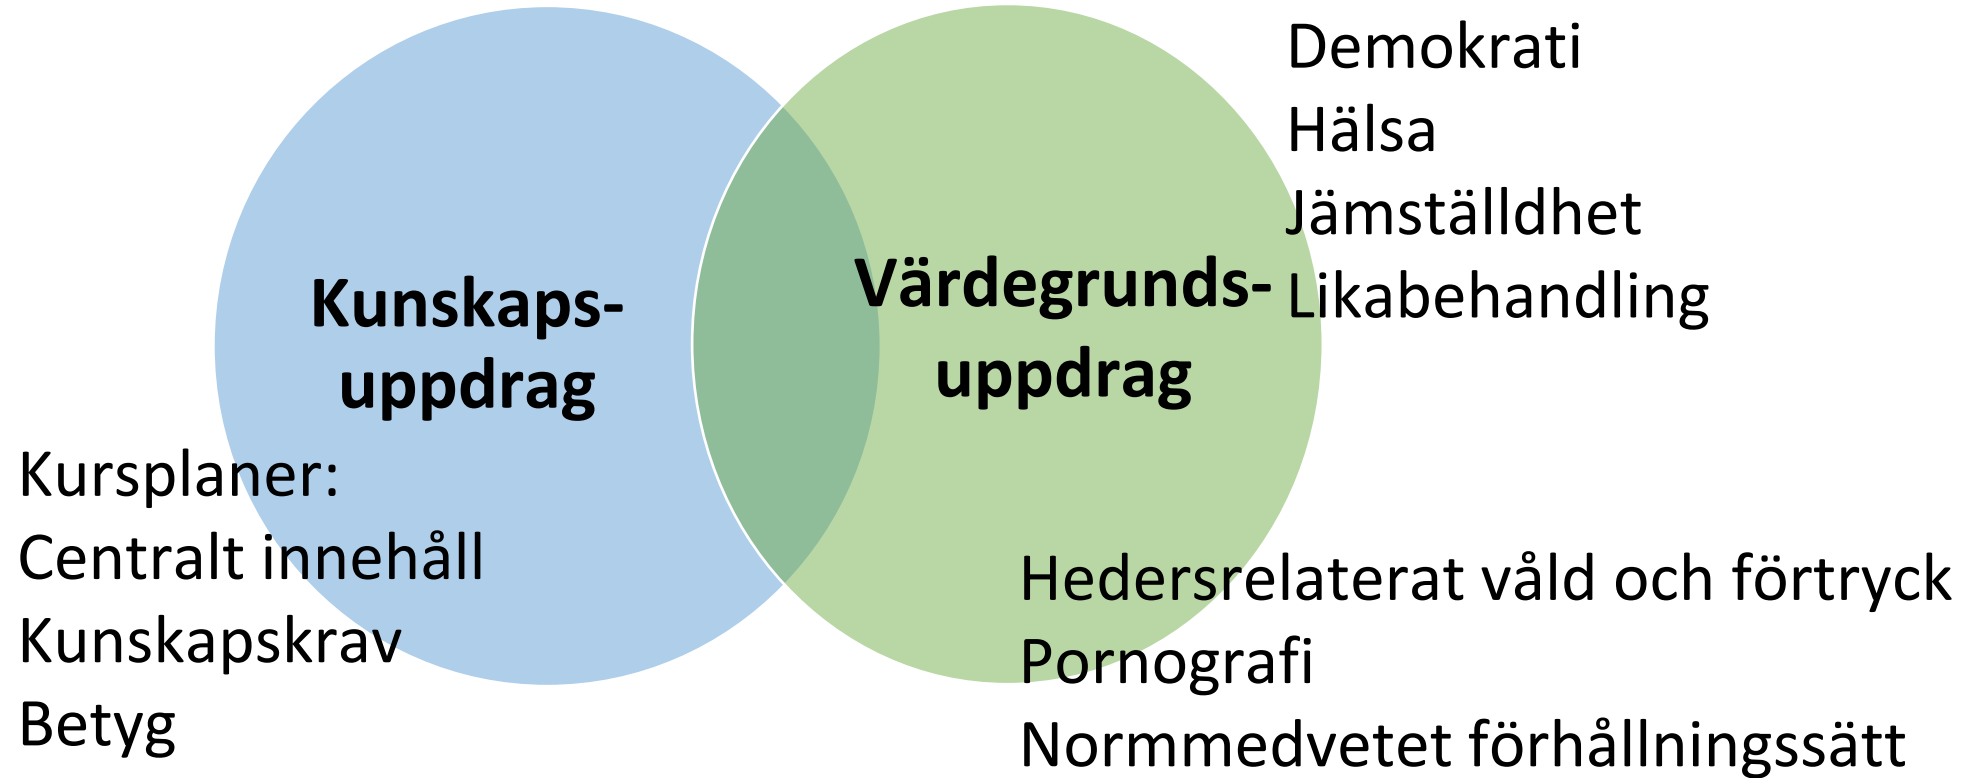 Kunskaps-
uppdrag
Kursplaner:
Centralt innehåll
Kunskapskrav
Betyg
Värdegrunds-
uppdrag
Demokrati
Hälsa
Jämställdhet
Likabehandling
Hedersrelaterat våld och förtryck
Pornografi
Normmedvetet förhållningssätt